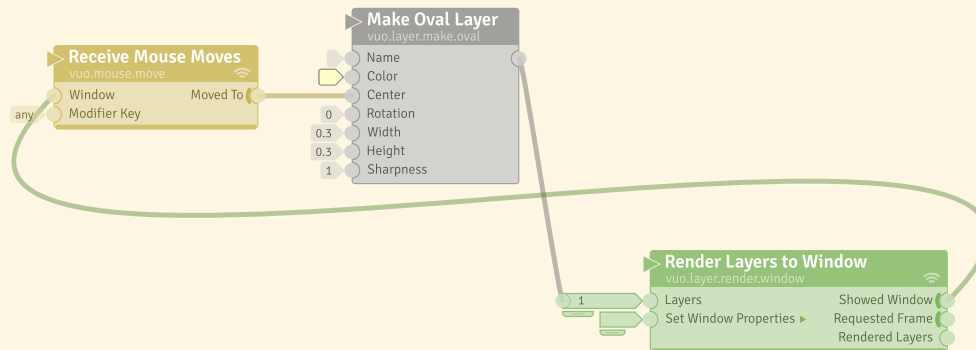 Receive Mouse Moves
vuo.mouse.move
Window
Moved To
any
Modifier Key
Make Oval Layer
vuo.layer.make.oval
Name
Color
Center
0
Rotation
0.3
Width
0.3
Height
1
Sharpness
Render Layers to Window
vuo.layer.render.window
1
Layers
Showed Window
Set Window Properties
Requested Frame
Rendered Layers